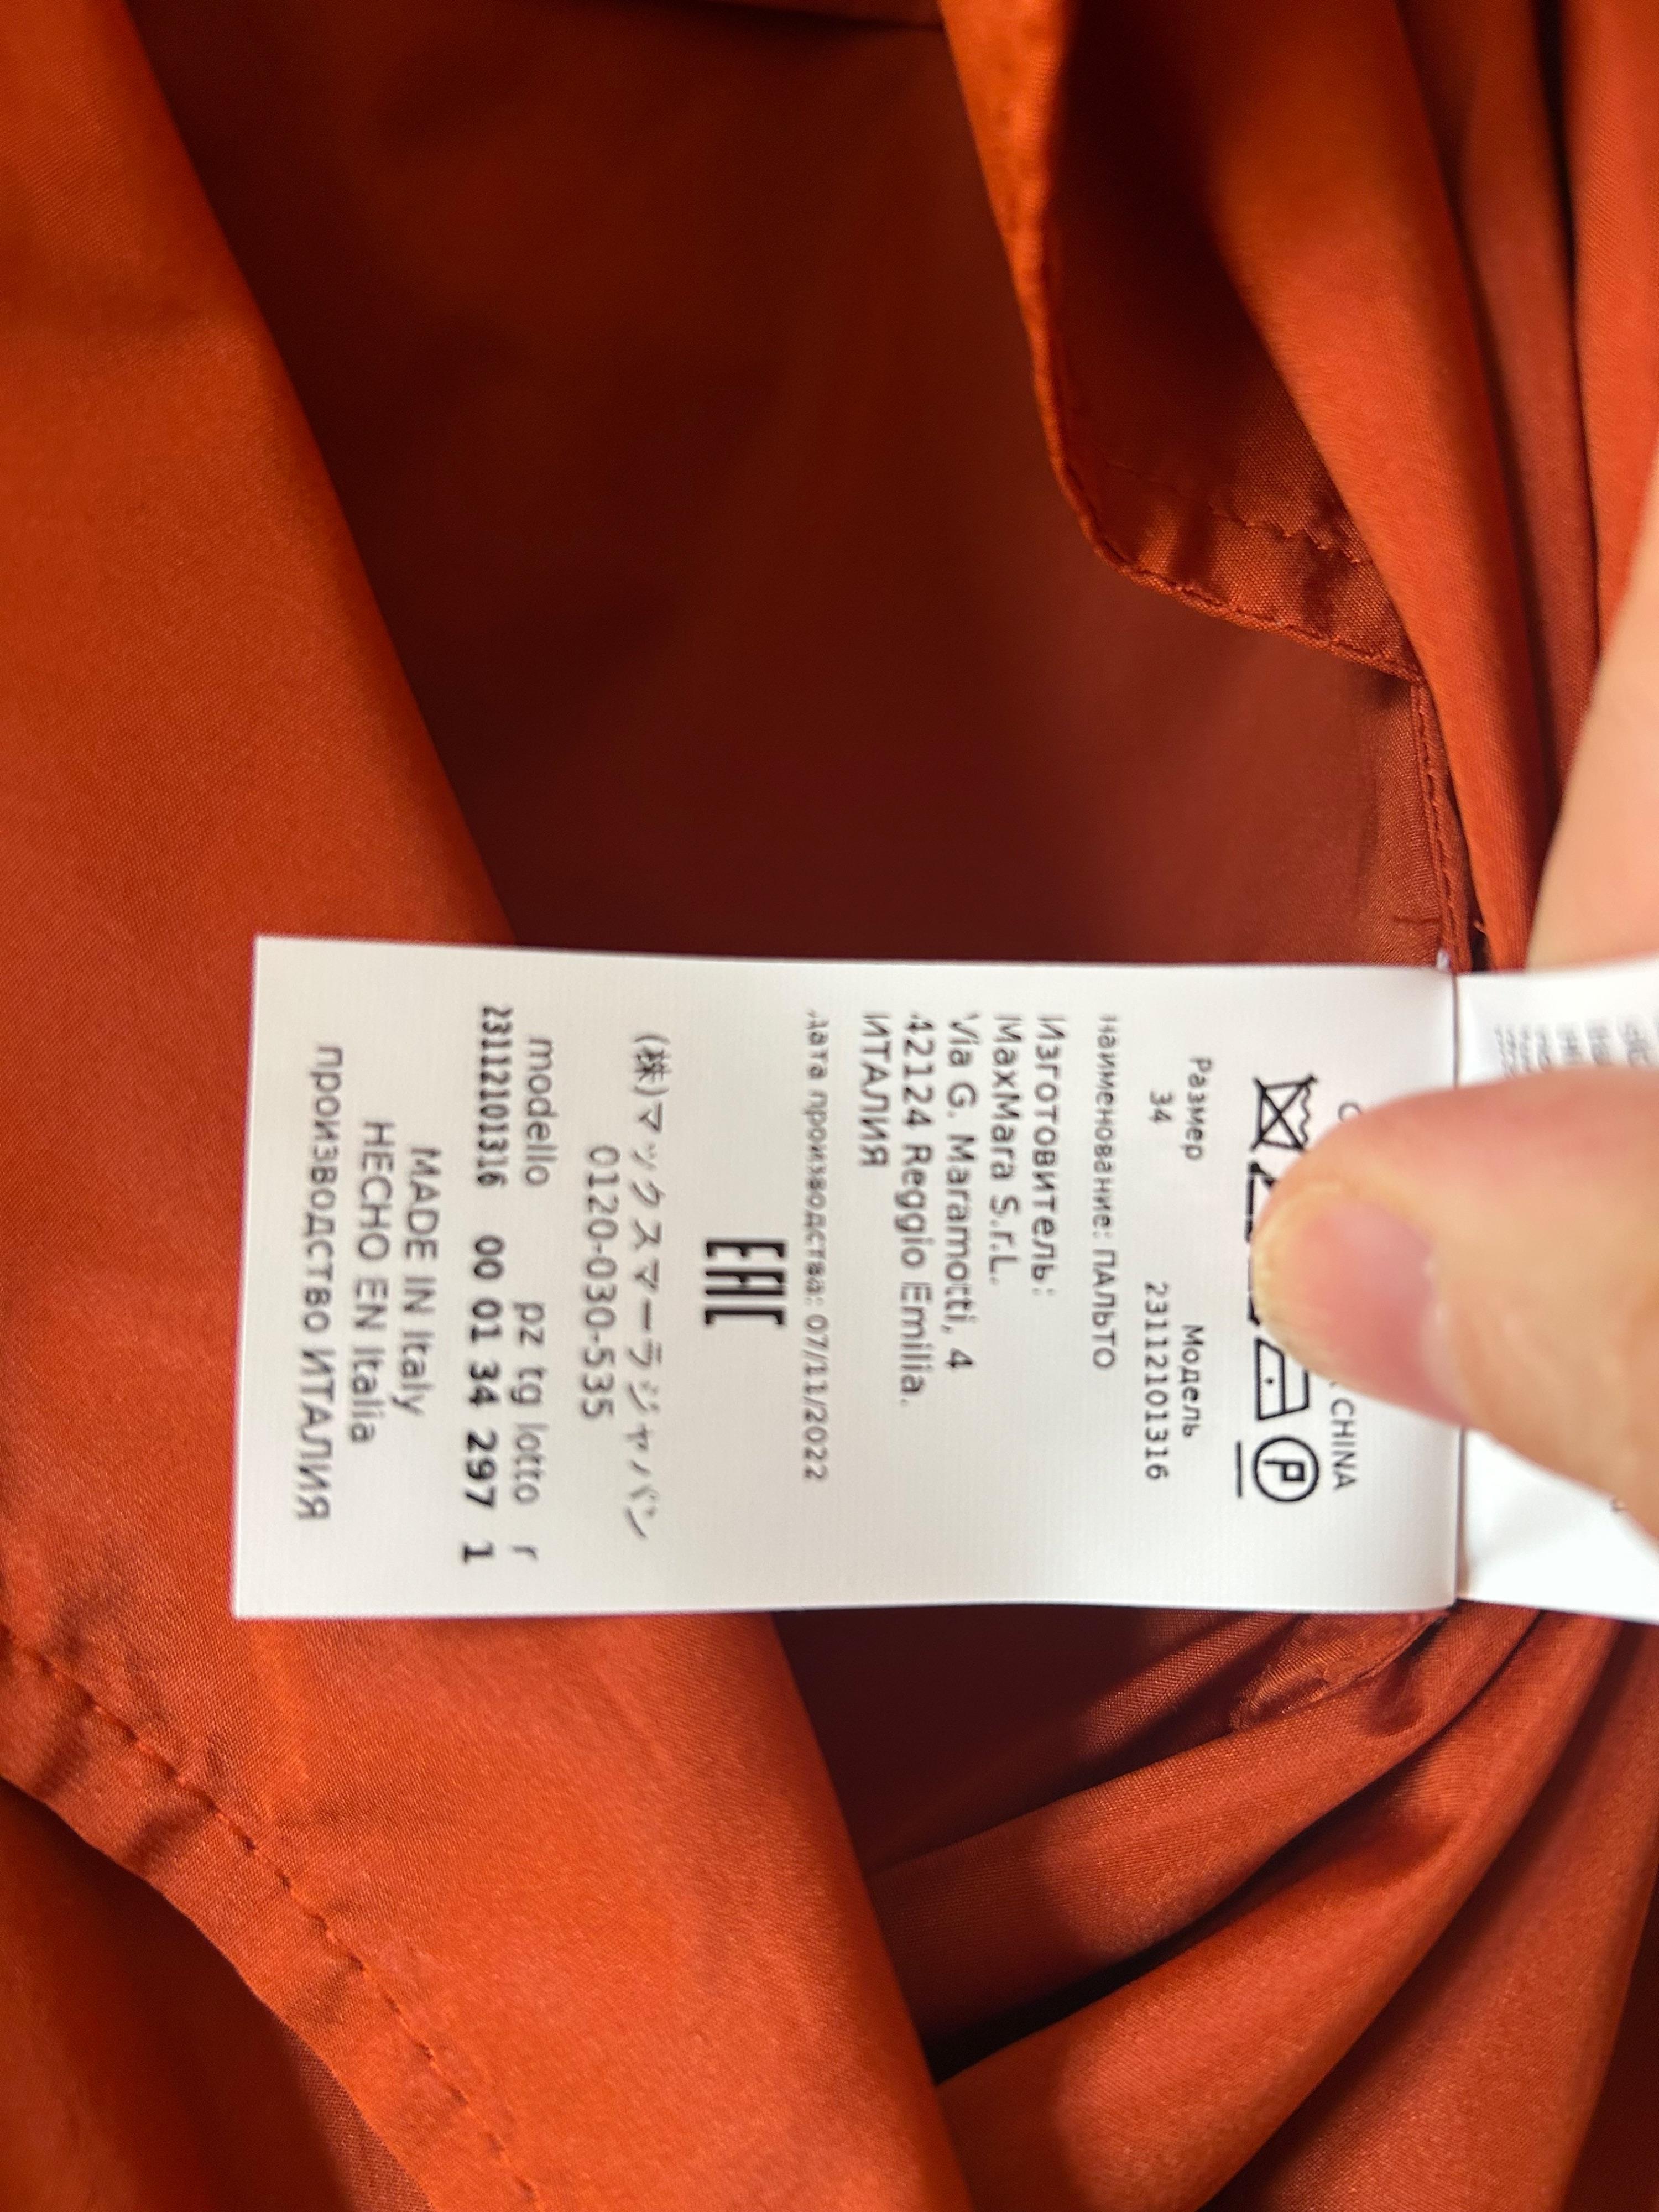 CHINA
P
Размер Модель
34 2311210131​6
наименование: ПАЛЬТО
Изготовитель:
MaxMara S.r.L.
Via G. Maramotti, 4
42124 Reggio Emilia.
ИТАЛИЯ
дата производства: 07/11/2022
EAC
(株)マックスマーラジャパン
0120-030-535
modello pz tg lotto r
23112101316 00 01 34 297 1
MADE IN Italy
HECHO EN Italia
производство ИТАЛИЯ